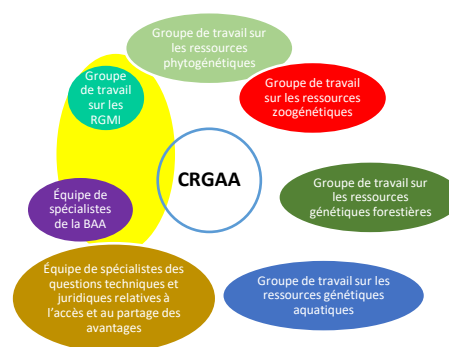 Groupe de travail sur
les ressources
phytogénétiques
Groupe
de travail
sur les
RGMI
Groupe de travail
sur les ressources
zoogénétiques
CRGAA
Équipe de
spécialistes
de la BAA
Groupe de travail sur
les ressources
génétiques forestières
Équipe de spécialistes des
questions techniques et
juridiques relatives à
l'accès et au partage des
avantages
Groupe de travail sur les
ressources génétiques
aquatiques